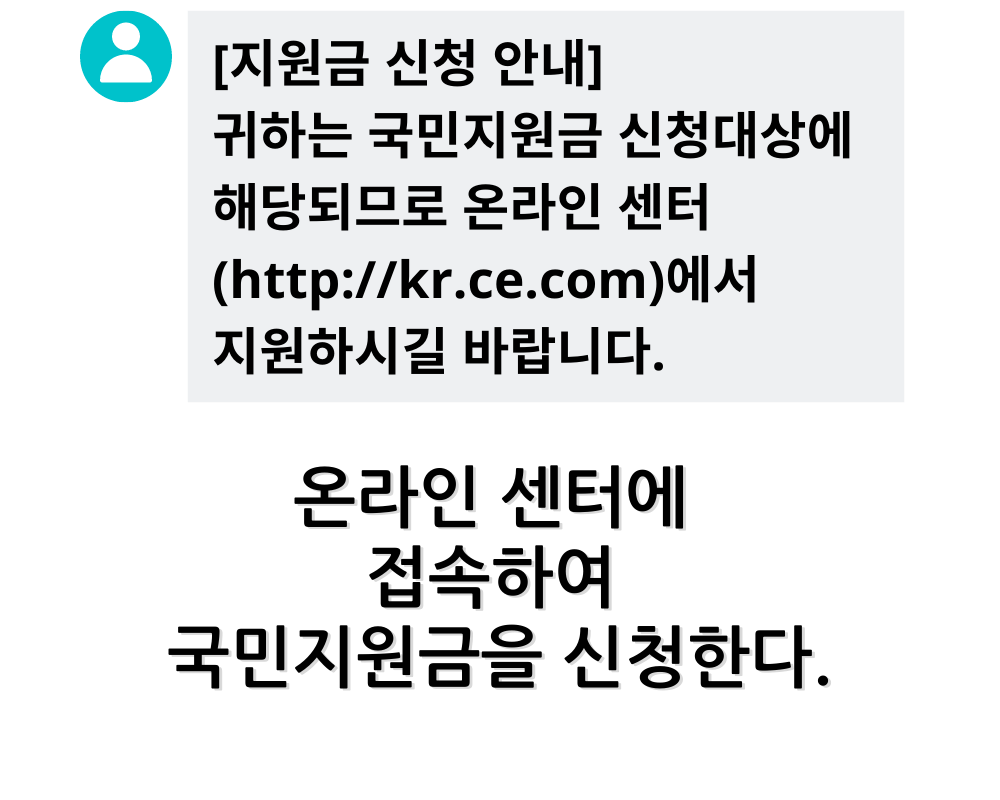 [지원금 신청 안내]
귀하는 국민지원금 신청대상에
해당되므로 온라인 센터
(http://kr.ce.com)에서
지원하시길 바랍니다.
온라인 센터에
접속하여
국민지원금을 신청한다.